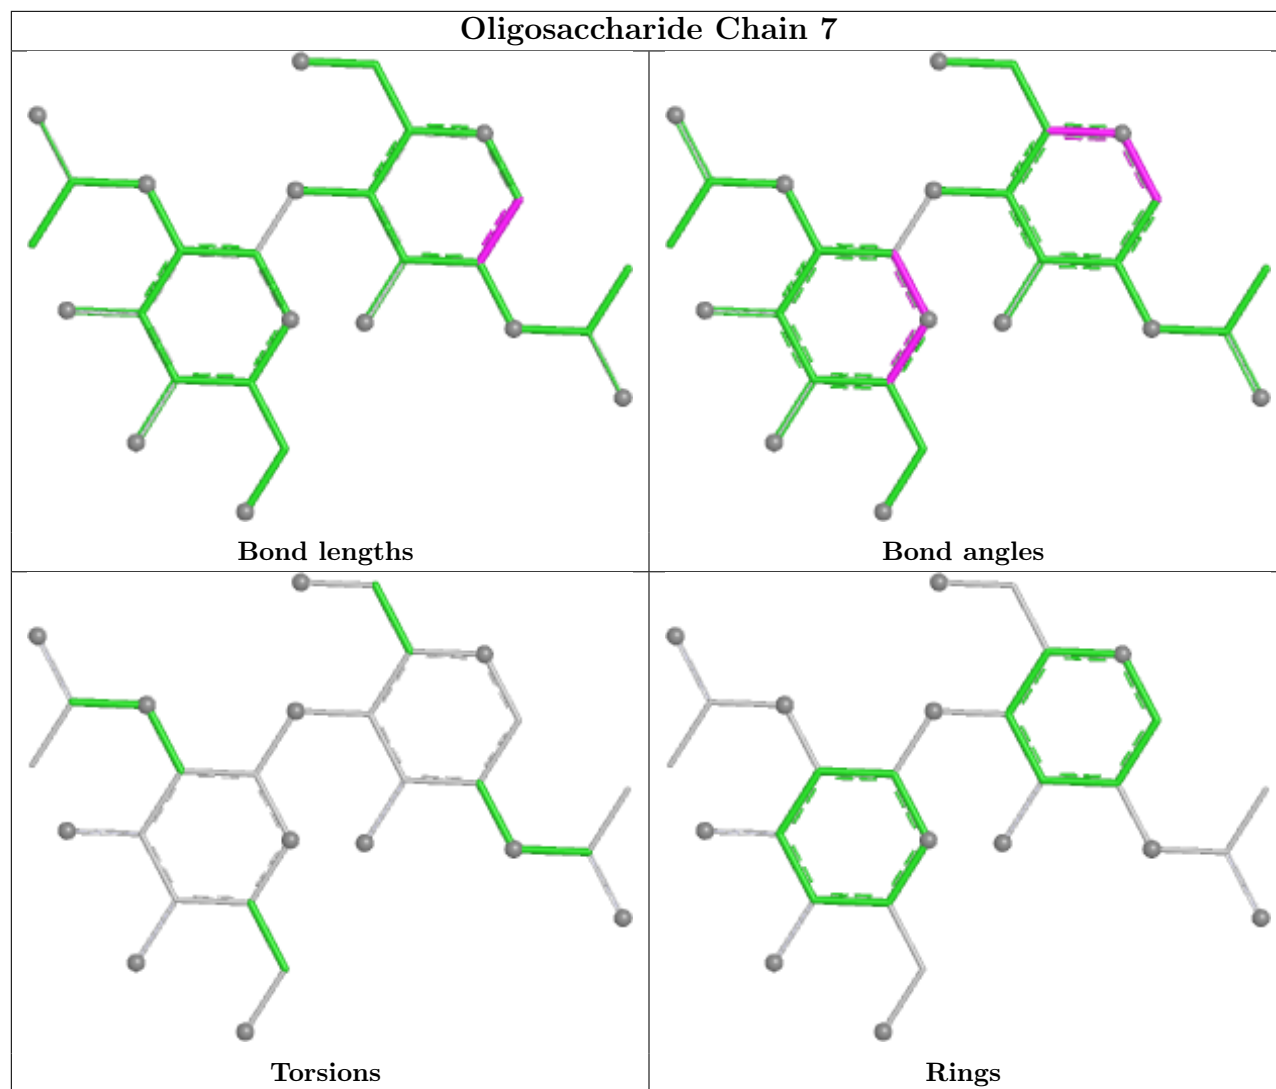 Oligosaccharide Chain 7
Bond lengths
Bond angles
Torsions
Rings